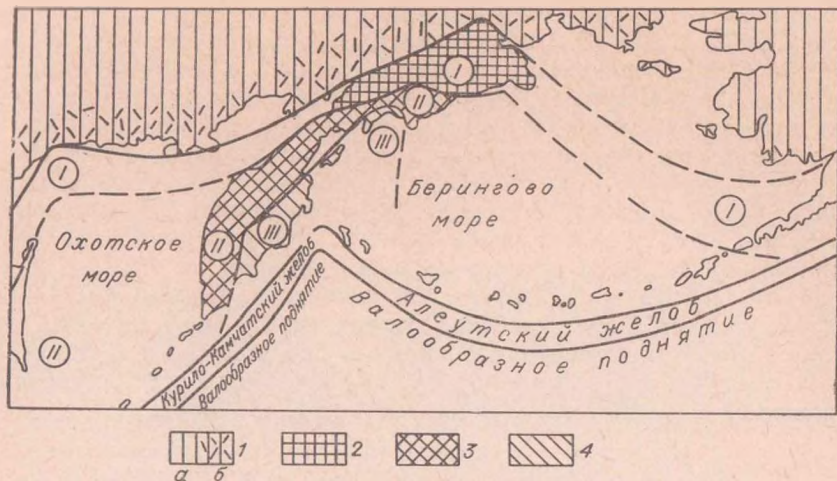 I
II
III
Берингово
море
I
I
Охотское
море
II
III
II
Курило-Камчатский желоб
Валообразное поднятие
Алеутский желоб
Валообразное поднятие
1 2 3 4
а б